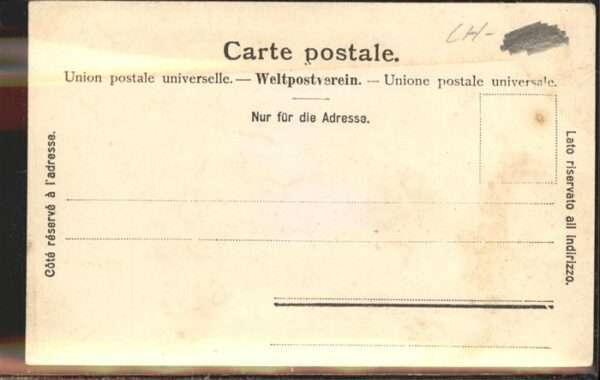 CH-
Carte postale.
Union postale universelle. — Weltpostverein. — Unione postale universale.
Nur für die Adresse.
Côté réservé à l'adresse.
Lato riservato all indirizzo.